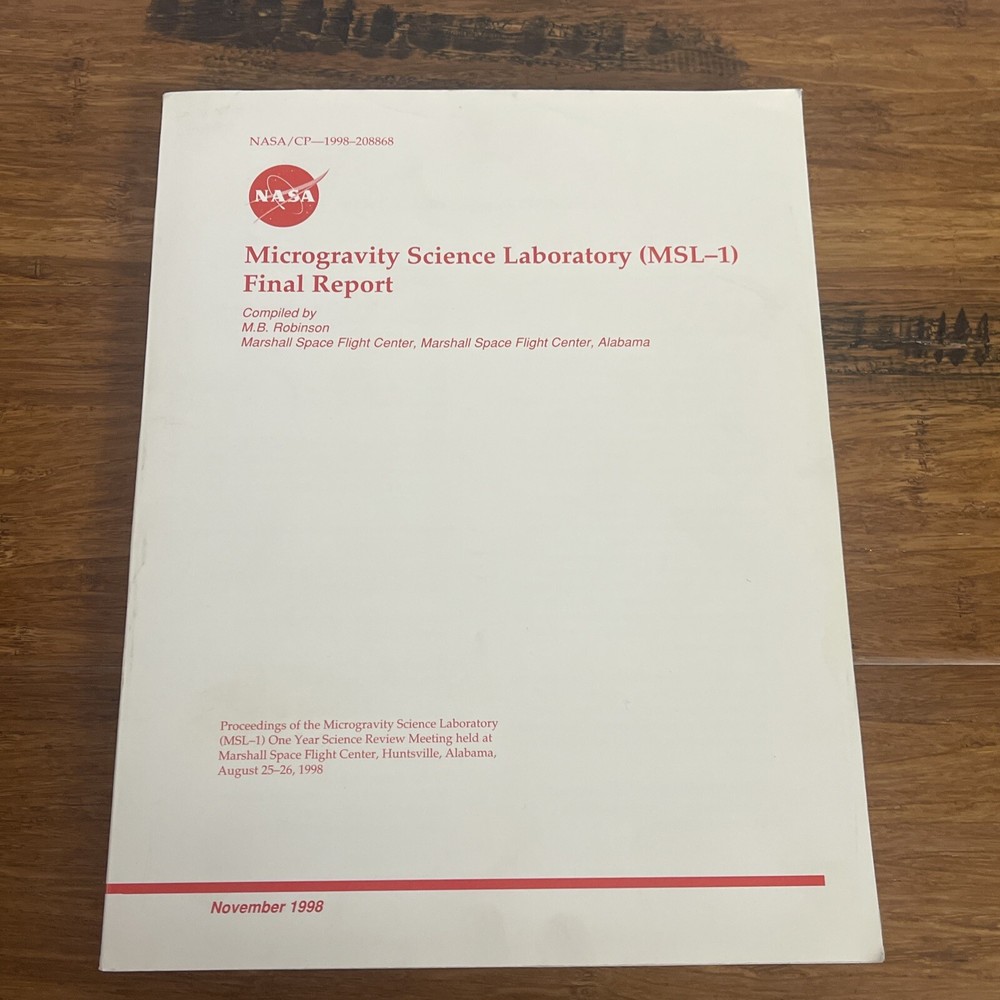 NASA/CP—1998–208868
NASA
Microgravity Science Laboratory (MSL–1)
Final Report
Compiled by
M.B. Robinson
Marshall Space Flight Center, Marshall Space Flight Center, Alabama
Proceedings of the Microgravity Science Laboratory
(MSL–1) One Year Science Review Meeting held at
Marshall Space Flight Center, Huntsville, Alabama,
August 25–26, 1998
November 1998